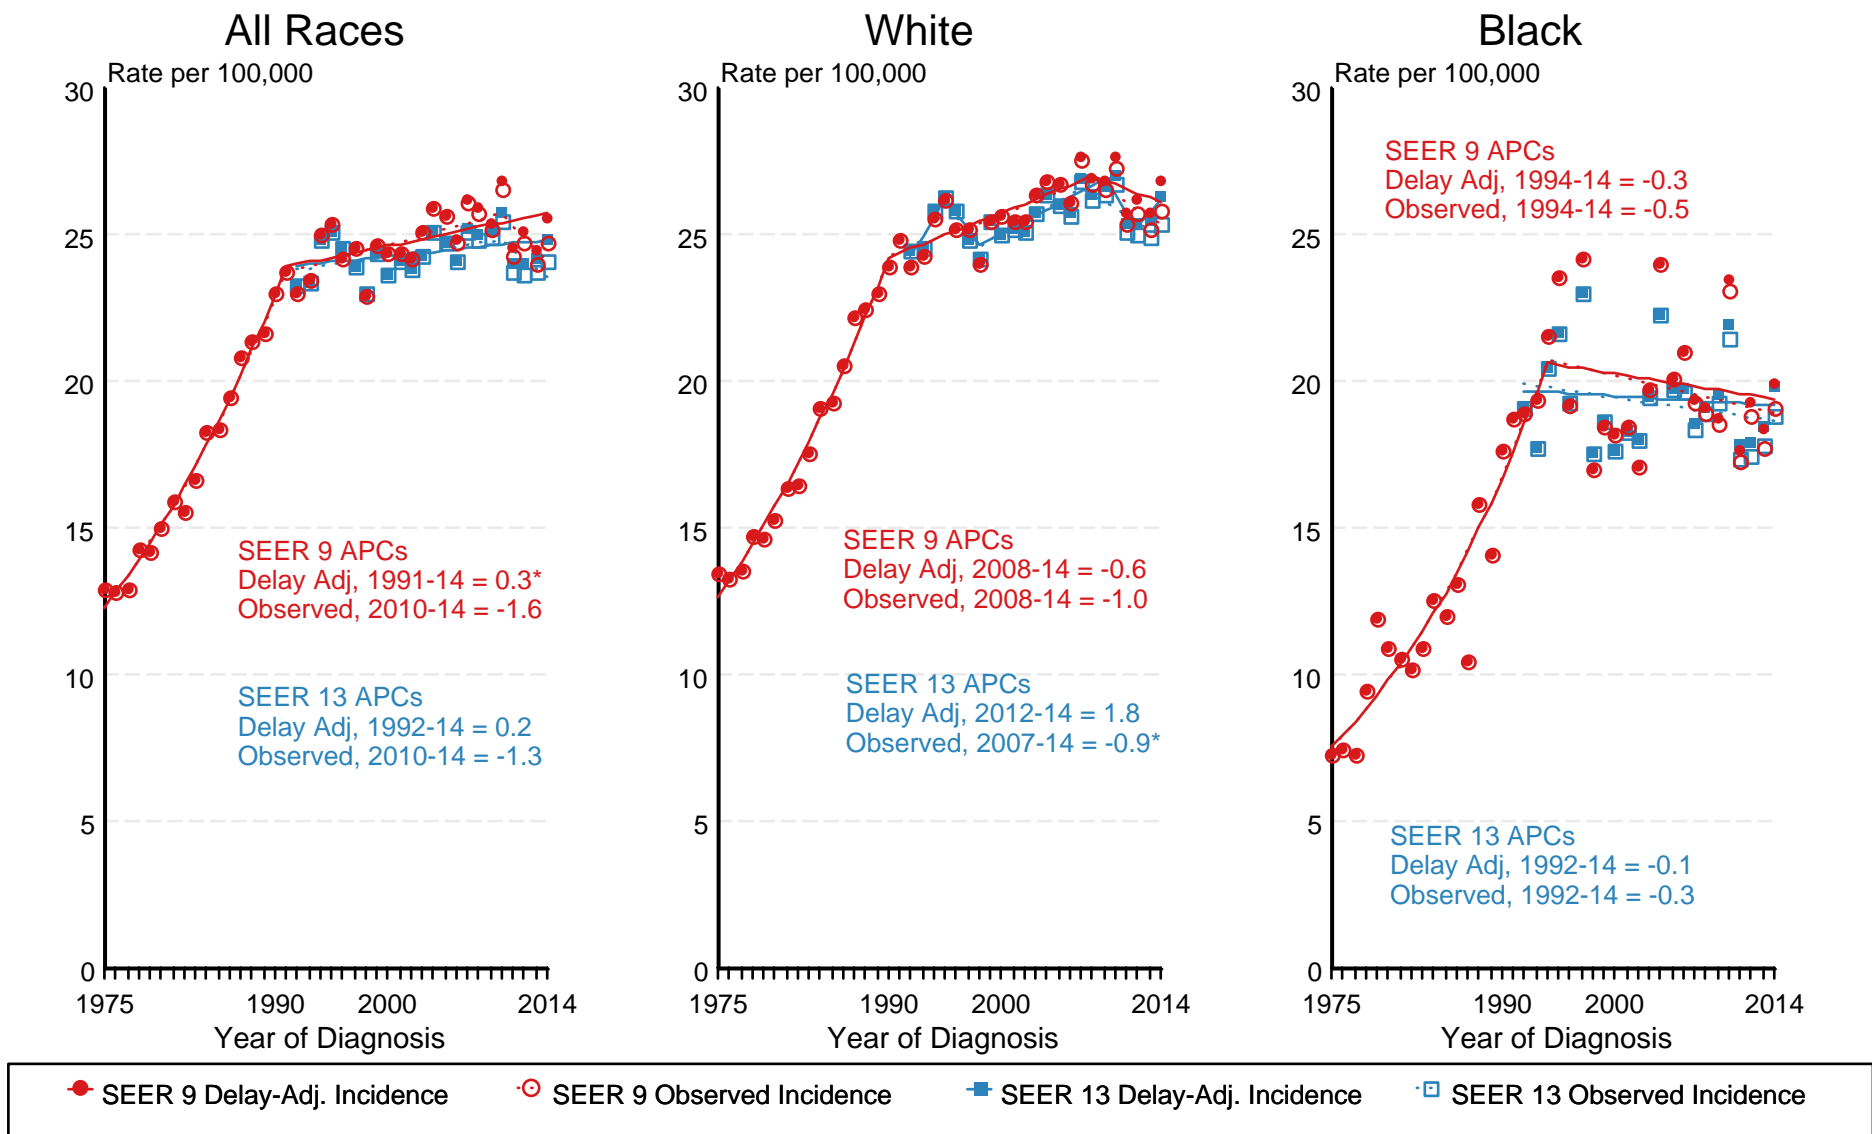 All Races
Rate per 100,000
30
25
20
15
10
5
0
SEER 9 APCs
Delay Adj, 1991-14 = 0.3*
Observed, 2010-14 = -1.6
SEER 13 APCs
Delay Adj, 1992-14 = 0.2
Observed, 2010-14 = -1.3
1975 1990 2000 2014
Year of Diagnosis
White
Rate per 100,000
30
25
20
15
10
5
0
SEER 9 APCs
Delay Adj, 2008-14 = -0.6
Observed, 2008-14 = -1.0
SEER 13 APCs
Delay Adj, 2012-14 = 1.8
Observed, 2007-14 = -0.9*
1975 1990 2000 2014
Year of Diagnosis
Black
Rate per 100,000
30
25
20
15
10
5
0
SEER 9 APCs
Delay Adj, 1994-14 = -0.3
Observed, 1994-14 = -0.5
SEER 13 APCs
Delay Adj, 1992-14 = -0.1
Observed, 1992-14 = -0.3
1975 1990 2000 2014
Year of Diagnosis
SEER 9 Delay-Adj. Incidence SEER 9 Observed Incidence SEER 13 Delay-Adj. Incidence SEER 13 Observed Incidence